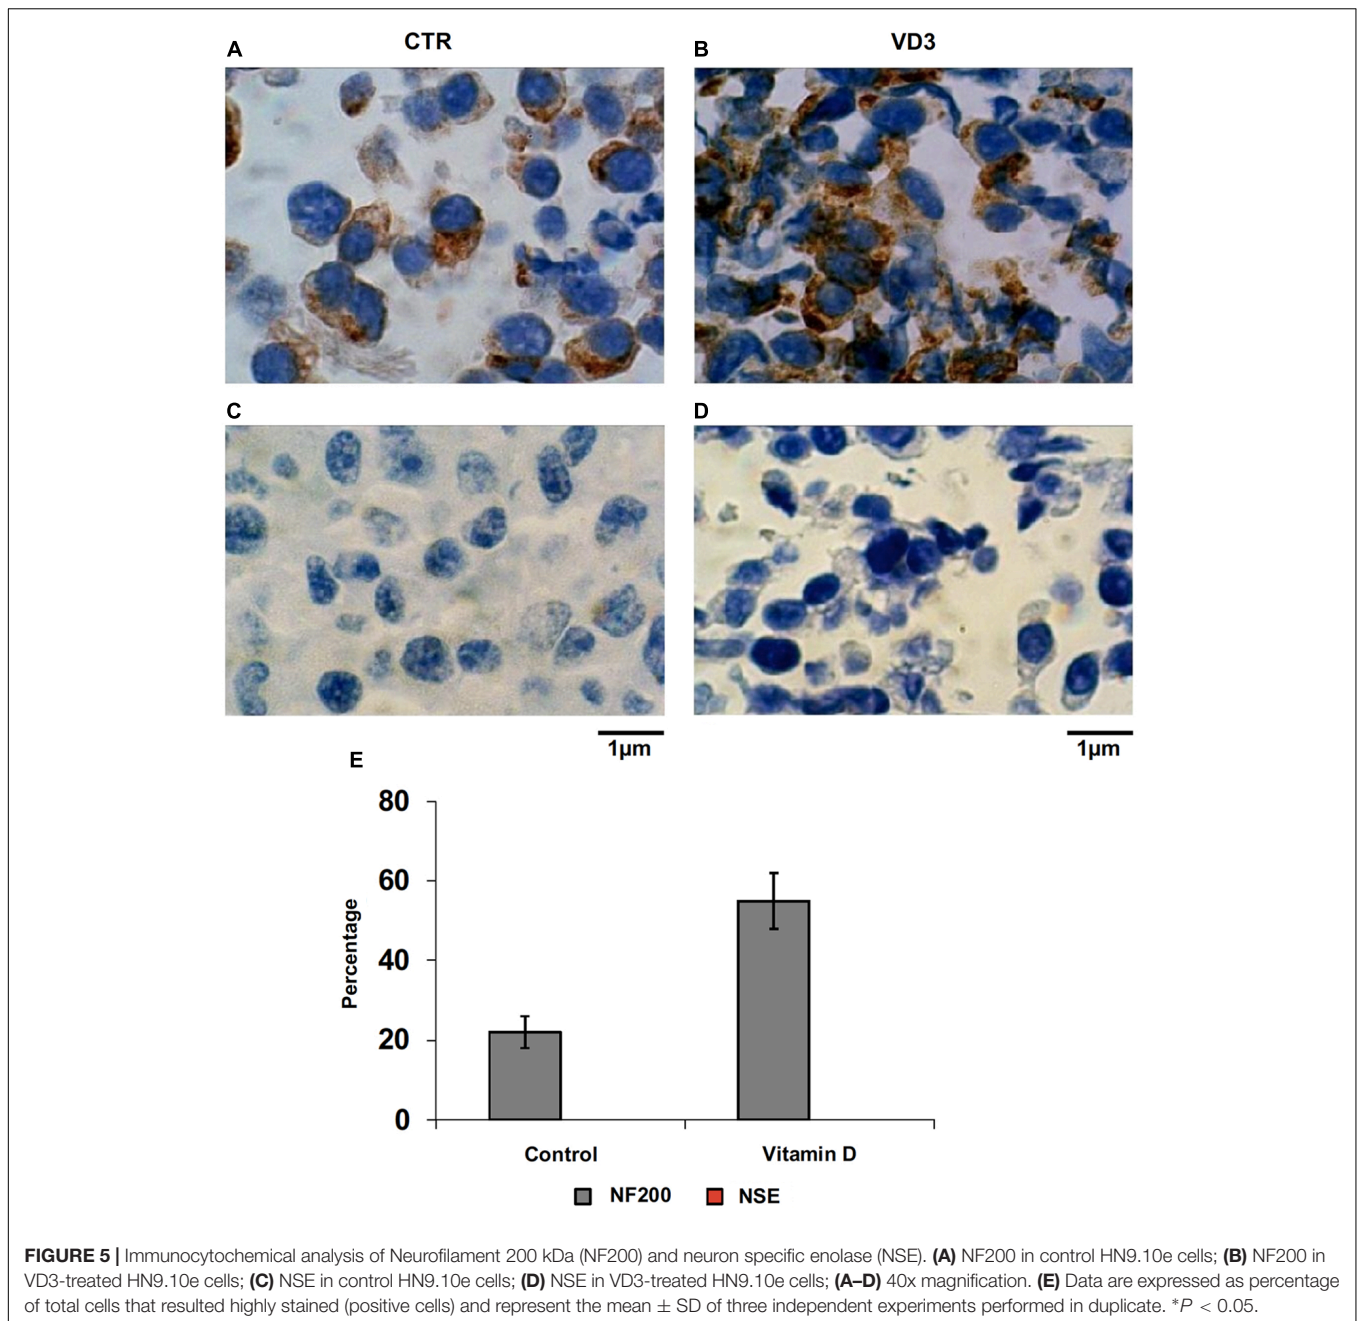 A
CTR
B
VD3
C
D
1µm
1µm
E
80
60
40
20
0
Percentage
Control
Vitamin D
NF200
NSE
FIGURE 5 | Immunocytochemical analysis of Neurofilament 200 kDa (NF200) and neuron specific enolase (NSE). (A) NF200 in control HN9.10e cells; (B) NF200 in
VD3-treated HN9.10e cells; (C) NSE in control HN9.10e cells; (D) NSE in VD3-treated HN9.10e cells; (A–D) 40x magnification. (E) Data are expressed as percentage
of total cells that resulted highly stained (positive cells) and represent the mean ± SD of three independent experiments performed in duplicate. *P < 0.05.